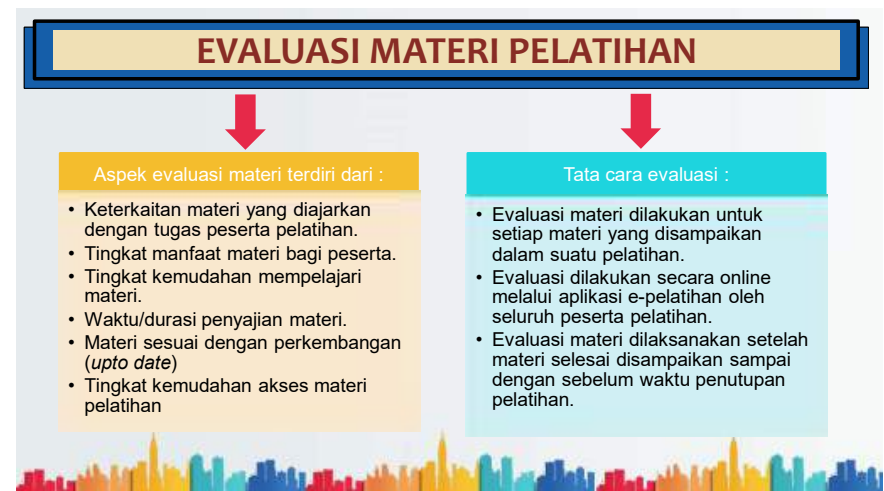 EVALUASI MATERI PELATIHAN
Aspek evaluasi materi terdiri dari :
• Keterkaitan materi yang diajarkan
dengan tugas peserta pelatihan.
• Tingkat manfaat materi bagi peserta.
• Tingkat kemudahan mempelajari
materi.
• Waktu/durasi penyajian materi.
• Materi sesuai dengan perkembangan
(upto date)
• Tingkat kemudahan akses materi
pelatihan
Tata cara evaluasi :
• Evaluasi materi dilakukan untuk
setiap materi yang disampaikan
dalam suatu pelatihan.
• Evaluasi dilakukan secara online
melalui aplikasi e-pelatihan oleh
seluruh peserta pelatihan.
• Evaluasi materi dilaksanakan setelah
materi selesai disampaikan sampai
dengan sebelum waktu penutupan
pelatihan.